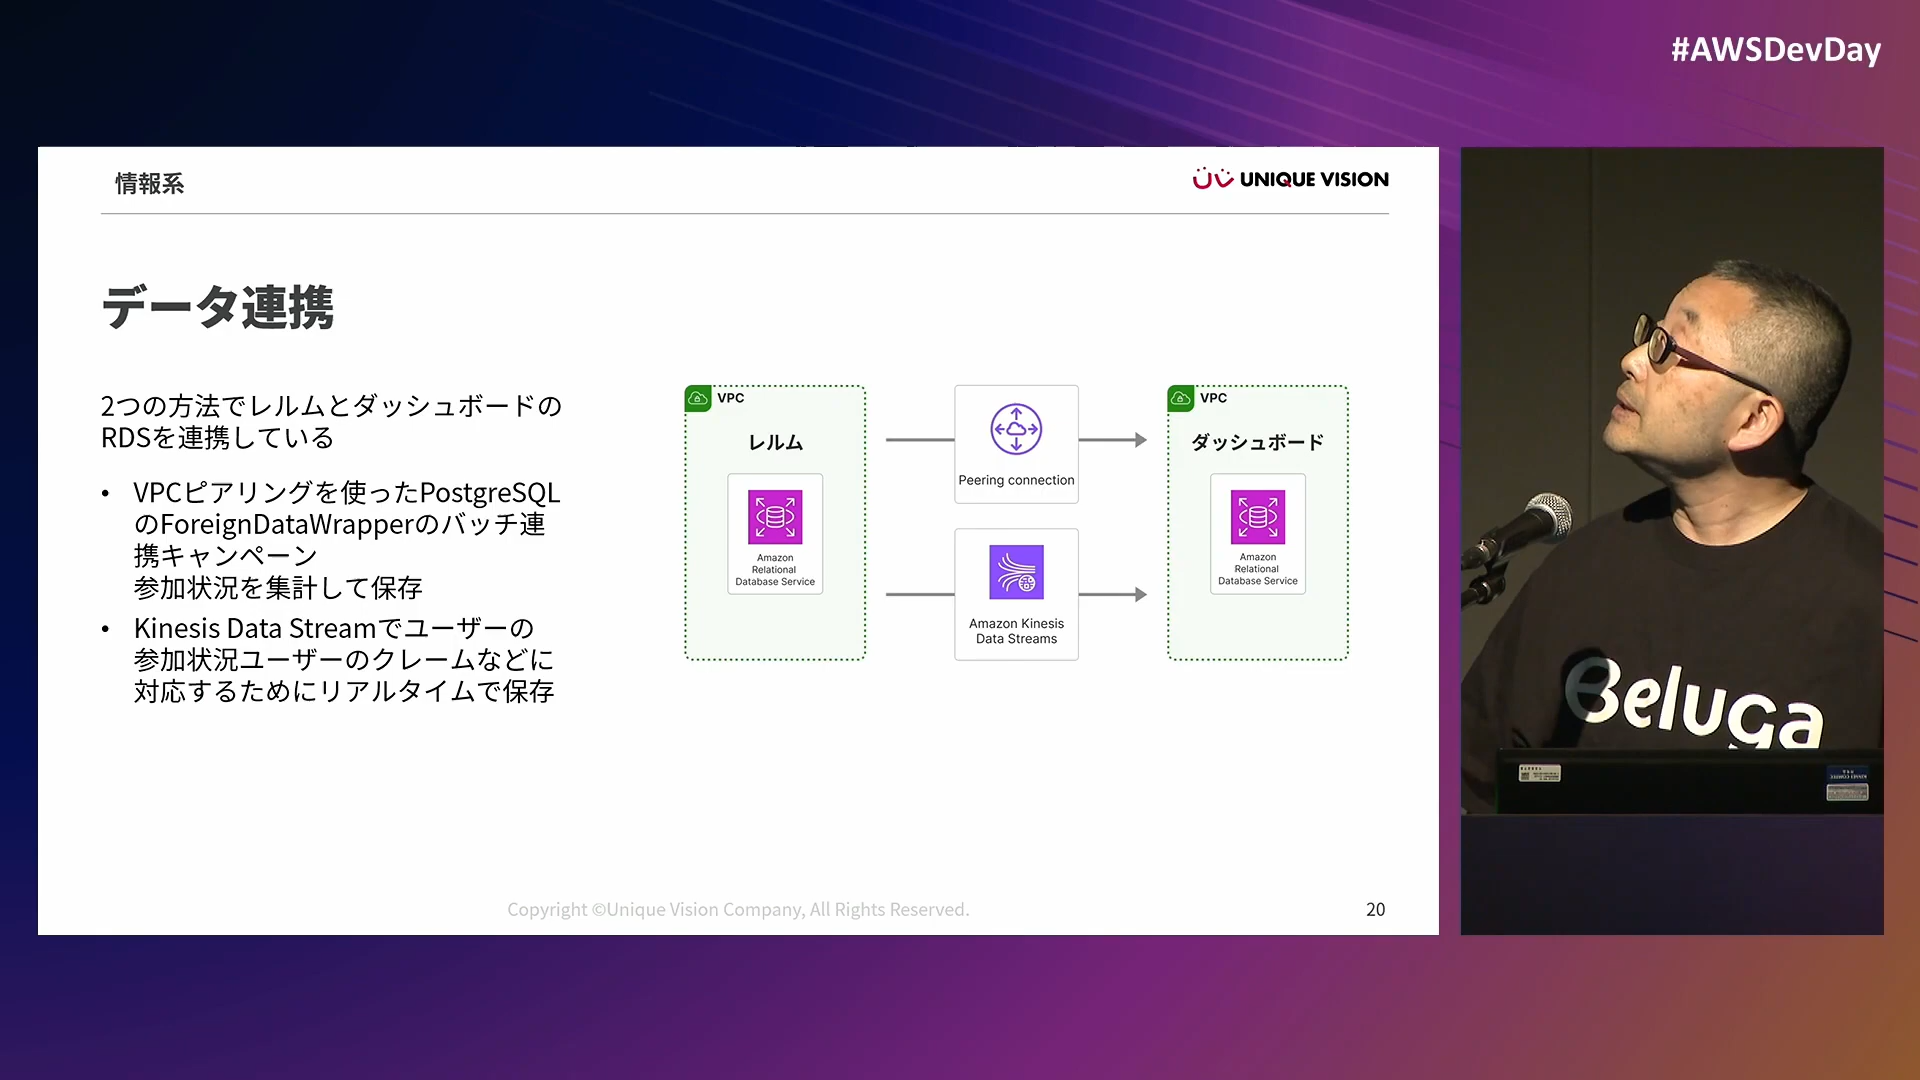 #AWSDevDay
情報系
UNIQUE VISION
データ連携
2つの方法でレルムとダッシュボードの
RDSを連携している
• VPCピアリングを使ったPostgreSQL
のForeignDataWrapperのバッチ連
携キャンペーン
参加状況を集計して保存
• Kinesis Data Streamでユーザーの
参加状況ユーザーのクレームなどに
対応するためにリアルタイムで保存
VPC
レルム
Amazon
Relational
Database Service
Peering connection
Amazon Kinesis
Data Streams
VPC
ダッシュボード
Amazon
Relational
Database Service
Copyright ©Unique Vision Company, All Rights Reserved.
20
Beluga